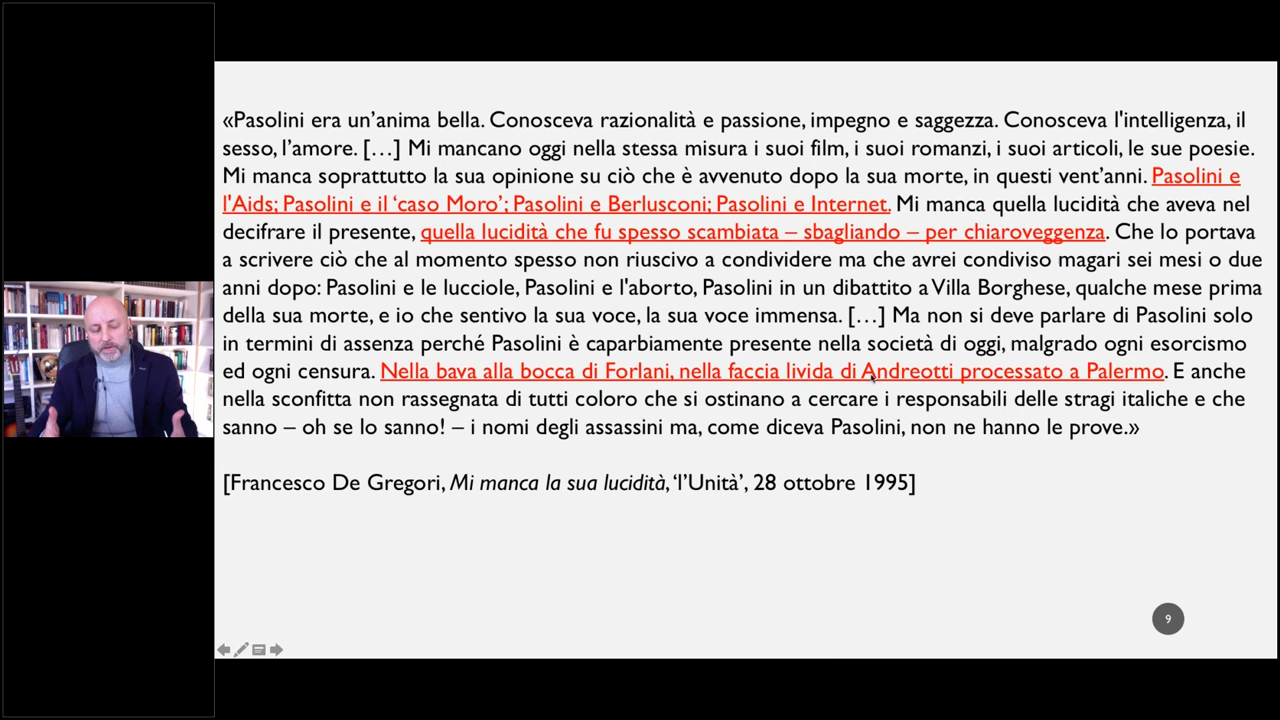 «Pasolini era un’anima bella. Conosceva razionalità e passione, impegno e saggezza. Conosceva l'intelligenza, il
sesso, l’amore. […] Mi mancano oggi nella stessa misura i suoi film, i suoi romanzi, i suoi articoli, le sue poesie.
Mi manca soprattutto la sua opinione su ciò che è avvenuto dopo la sua morte, in questi vent’anni. Pasolini e
l'Aids; Pasolini e il ‘caso Moro’; Pasolini e Berlusconi; Pasolini e Internet. Mi manca quella lucidità che aveva nel
decifrare il presente, quella lucidità che fu spesso scambiata – sbagliando – per chiaroveggenza. Che lo portava
a scrivere ciò che al momento spesso non riuscivo a condividere ma che avrei condiviso magari sei mesi o due
anni dopo: Pasolini e le lucciole, Pasolini e l'aborto, Pasolini in un dibattito a Villa Borghese, qualche mese prima
della sua morte, e io che sentivo la sua voce, la sua voce immensa. […] Ma non si deve parlare di Pasolini solo
in termini di assenza perché Pasolini è caparbiamente presente nella società di oggi, malgrado ogni esorcismo
ed ogni censura. Nella bava alla bocca di Forlani, nella faccia livida di Andreotti processato a Palermo. E anche
nella sconfitta non rassegnata di tutti coloro che si ostinano a cercare i responsabili delle stragi italiche e che
sanno – oh se lo sanno! – i nomi degli assassini ma, come diceva Pasolini, non ne hanno le prove.»
[Francesco De Gregori, Mi manca la sua lucidità, ‘l’Unità’, 28 ottobre 1995]
9